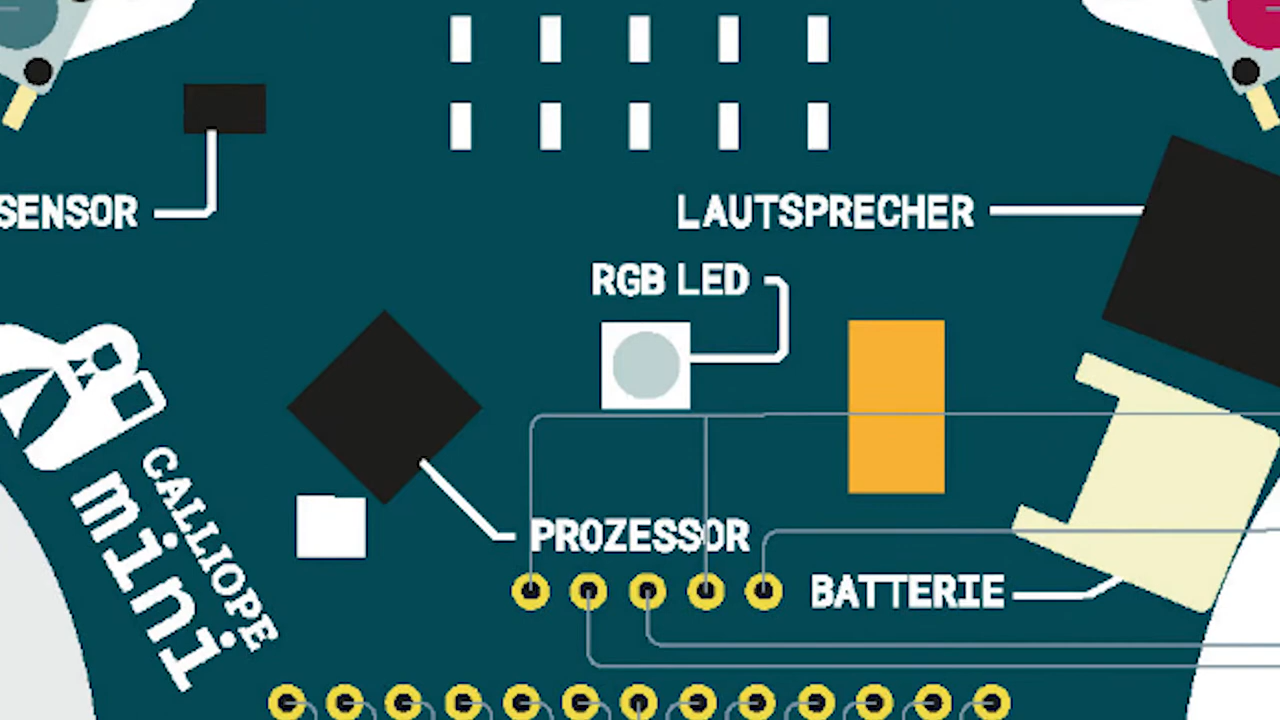 SENSOR
LAUTSPRECHER
RGB LED
PROZESSOR
BATTERIE
CALLIOPE
mini